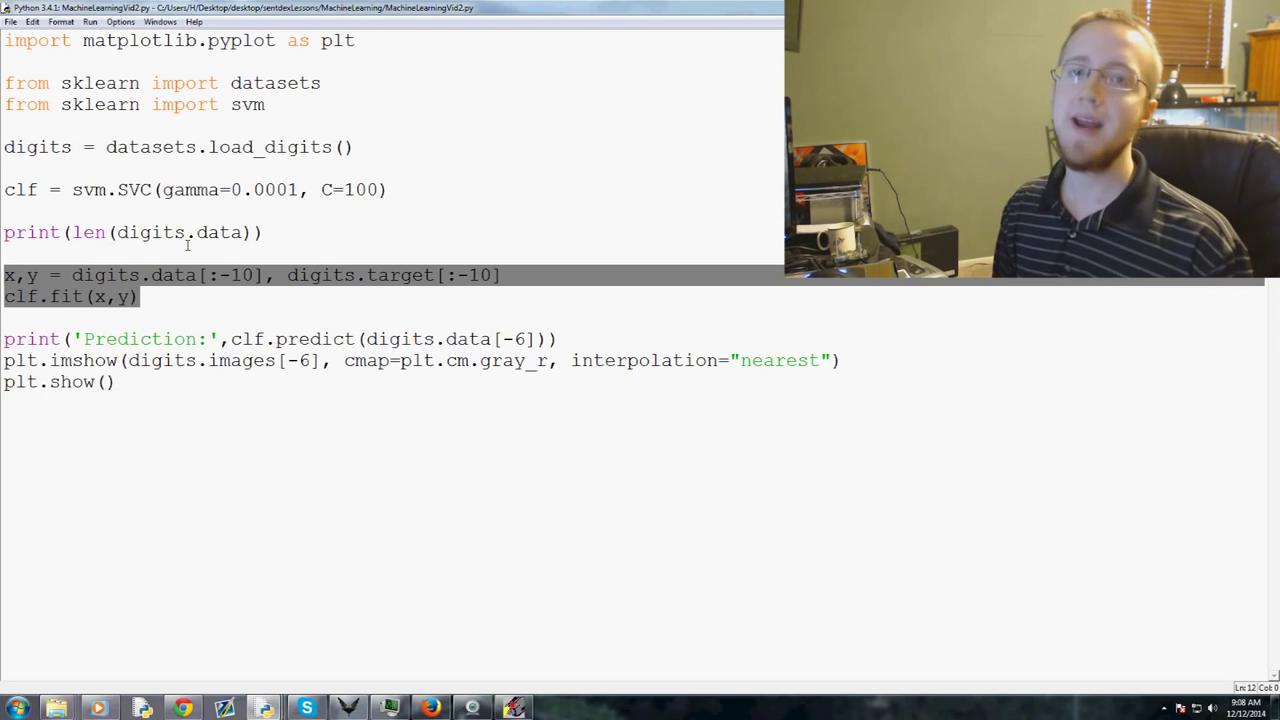 Python 3.4.1: MachineLearningVid2.py - C:/Users/H/Desktop/desktop/sentdexLessons/MachineLearning/MachineLearningVid2.py
File Edit Format Run Options Windows Help
import matplotlib.pyplot as plt
from sklearn import datasets
from sklearn import svm
digits = datasets.load_digits()
clf = svm.SVC(gamma=0.0001, C=100)
print(len(digits.data))
x,y = digits.data[:-10], digits.target[:-10]
clf.fit(x,y)
print('Prediction:',clf.predict(digits.data[-6]))
plt.imshow(digits.images[-6], cmap=plt.cm.gray_r, interpolation="nearest")
plt.show()
Ln: 12 Col: 0
9:08 AM
12/12/2014